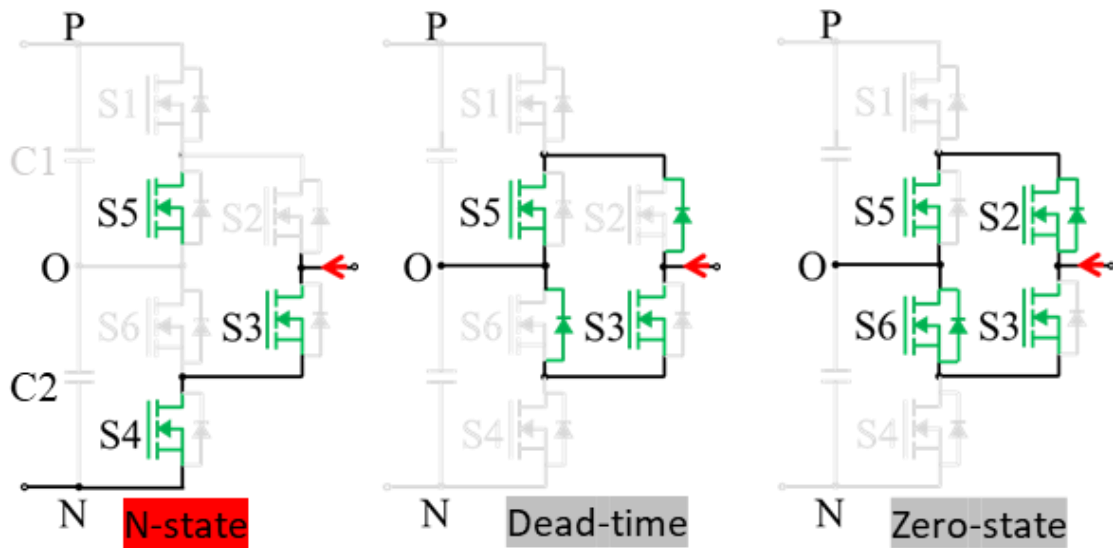 P
S1
C1
S5
S2
O
S6
S3
C2
S4
N
N-state
P
S1
S5
S2
O
S6
S3
S4
N
Dead-time
P
S1
S5
S2
O
S6
S3
S4
N
Zero-state